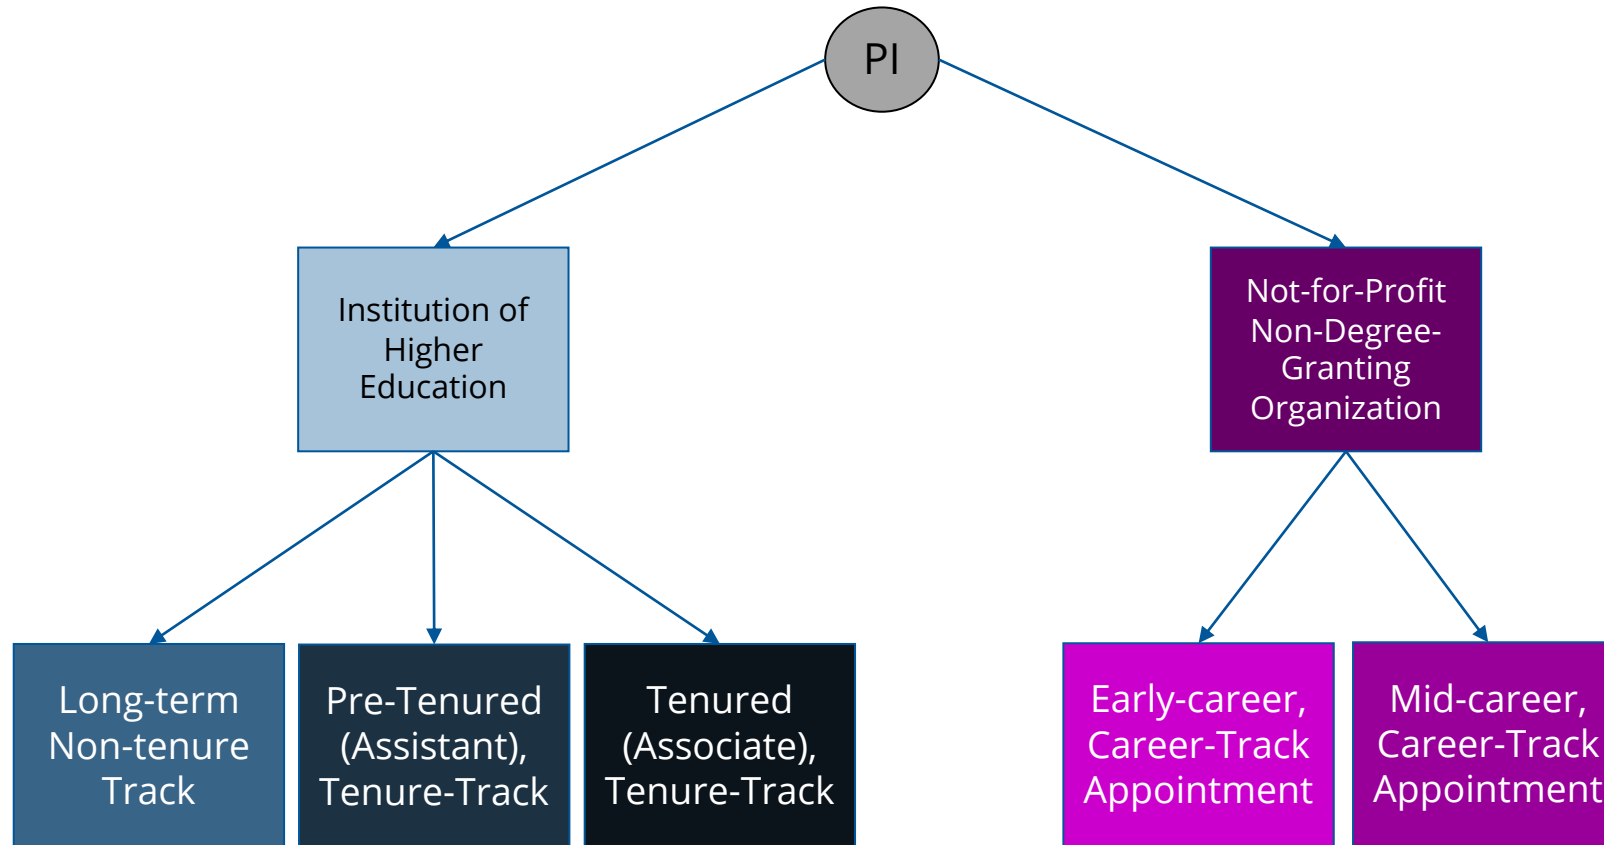 PI
Institution of
Higher
Education
Not-for-Profit
Non-Degree-
Granting
Organization
Long-term
Non-tenure
Track
Pre-Tenured
(Assistant),
Tenure-Track
Tenured
(Associate),
Tenure-Track
Early-career,
Career-Track
Appointment
Mid-career,
Career-Track
Appointment